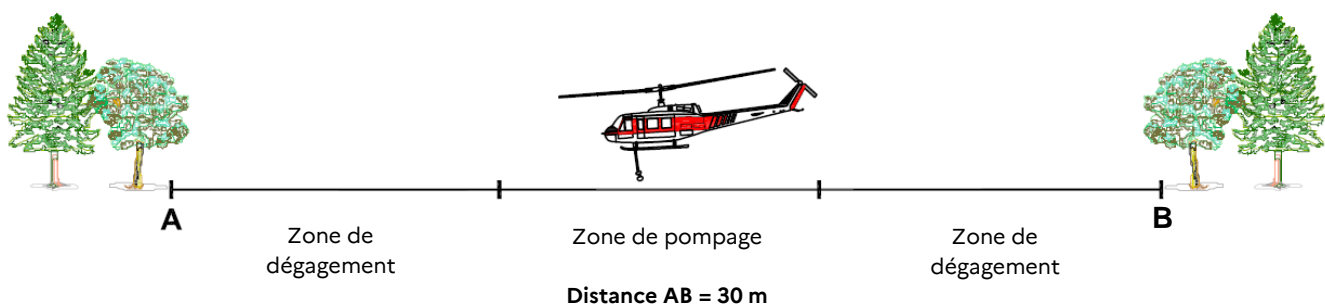 A
B
Zone de
dégagement
Zone de pompage
Zone de
dégagement
Distance AB = 30 m